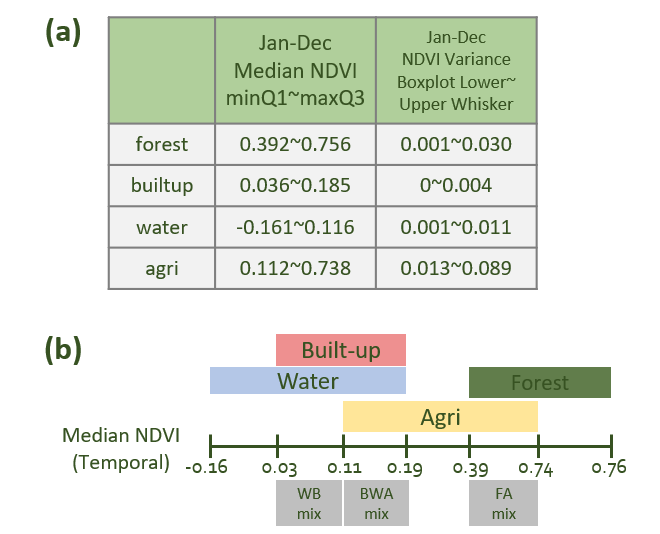 (a)
Jan-Dec
Median NDVI
minQ1~maxQ3
Jan-Dec
NDVI Variance
Boxplot Lower~
Upper Whisker
forest 0.392~0.756 0.001~0.030
builtup 0.036~0.185 0~0.004
water -0.161~0.116 0.001~0.011
agri 0.112~0.738 0.013~0.089
(b)
Built-up
Water
Forest
Agri
Median NDVI
(Temporal)
-0.16 0.03 0.11 0.19 0.39 0.74 0.76
WB
mix
BWA
mix
FA
mix